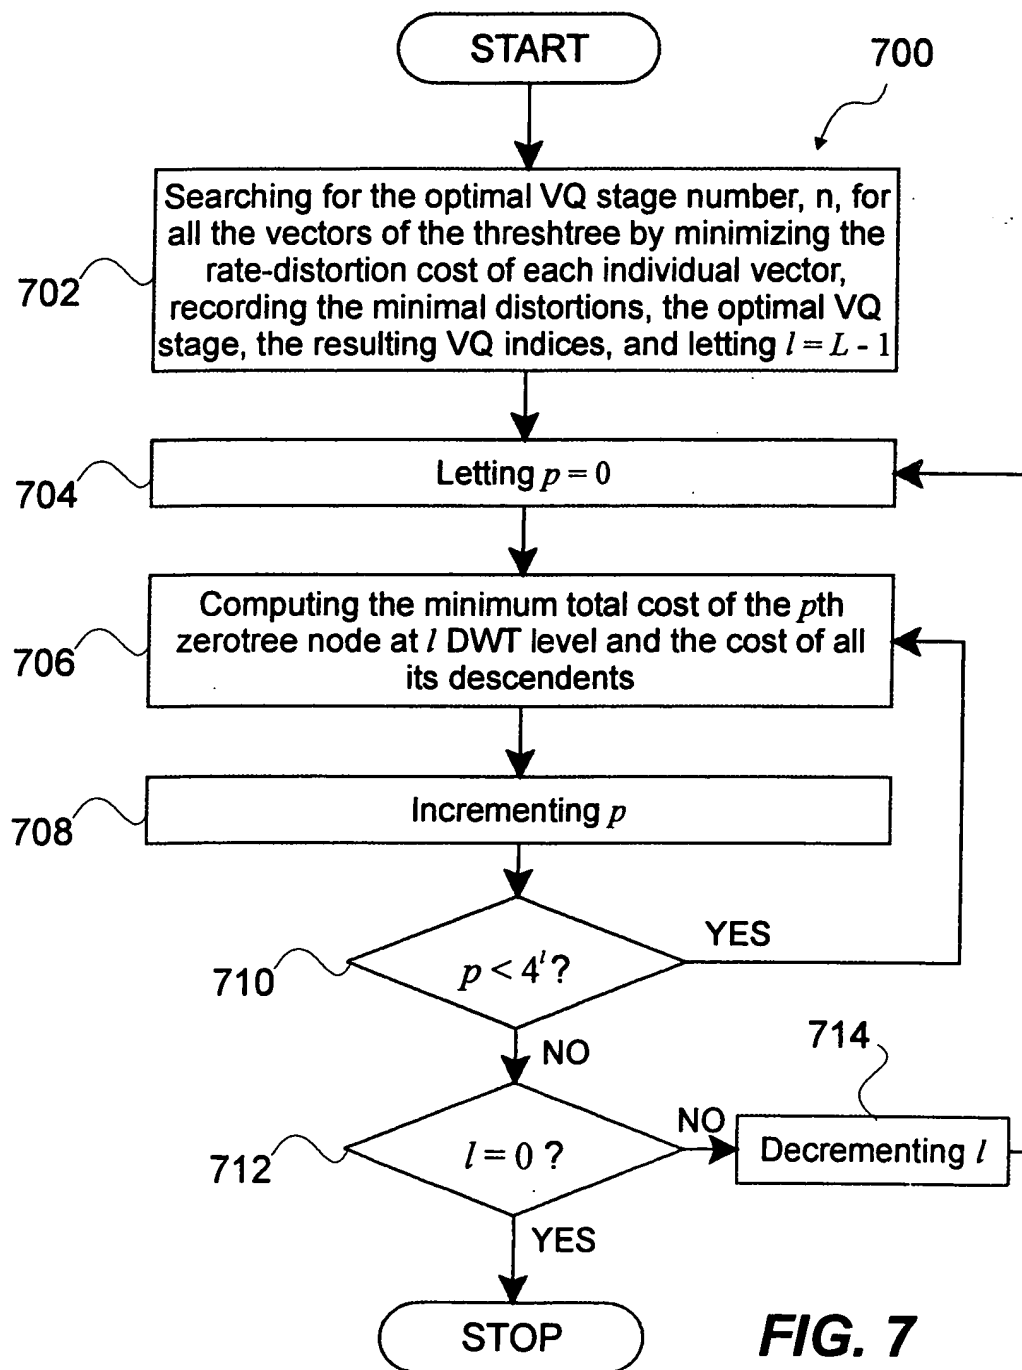 START
700
Searching for the optimal VQ stage number, n, for
all the vectors of the threshtree by minimizing the
rate-distortion cost of each individual vector,
recording the minimal distortions, the optimal VQ
stage, the resulting VQ indices, and letting l = L - 1
702
Letting p = 0
704
Computing the minimum total cost of the pth
zerotree node at l DWT level and the cost of all
its descendents
706
Incrementing p
708
YES
p < 4^l ?
710
NO
714
NO
l = 0 ?
Decrementing l
712
YES
STOP
FIG. 7